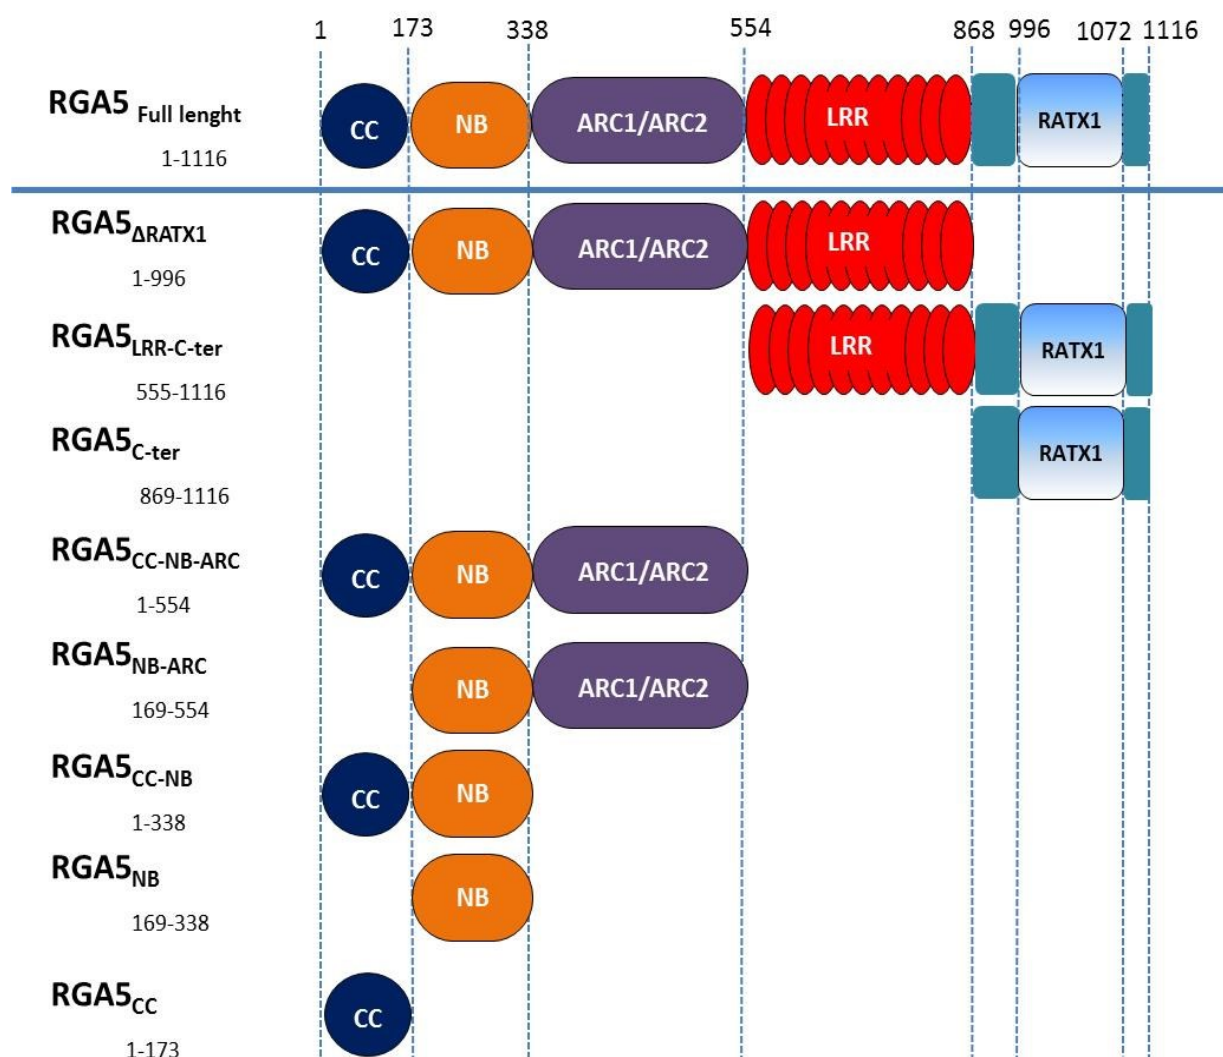 1 173 338 554 868 996 1072 1116
RGA5 Full lenght CC NB ARC1/ARC2 LRR RATX1
1-1116
RGA5ΔRATX1 CC NB ARC1/ARC2 LRR
1-996
RGA5LRR-C-ter LRR RATX1
555-1116
RGA5C-ter RATX1
869-1116
RGA5CC-NB-ARC CC NB ARC1/ARC2
1-554
RGA5NB-ARC NB ARC1/ARC2
169-554
RGA5CC-NB CC NB
1-338
RGA5NB NB
169-338
RGA5CC CC
1-173